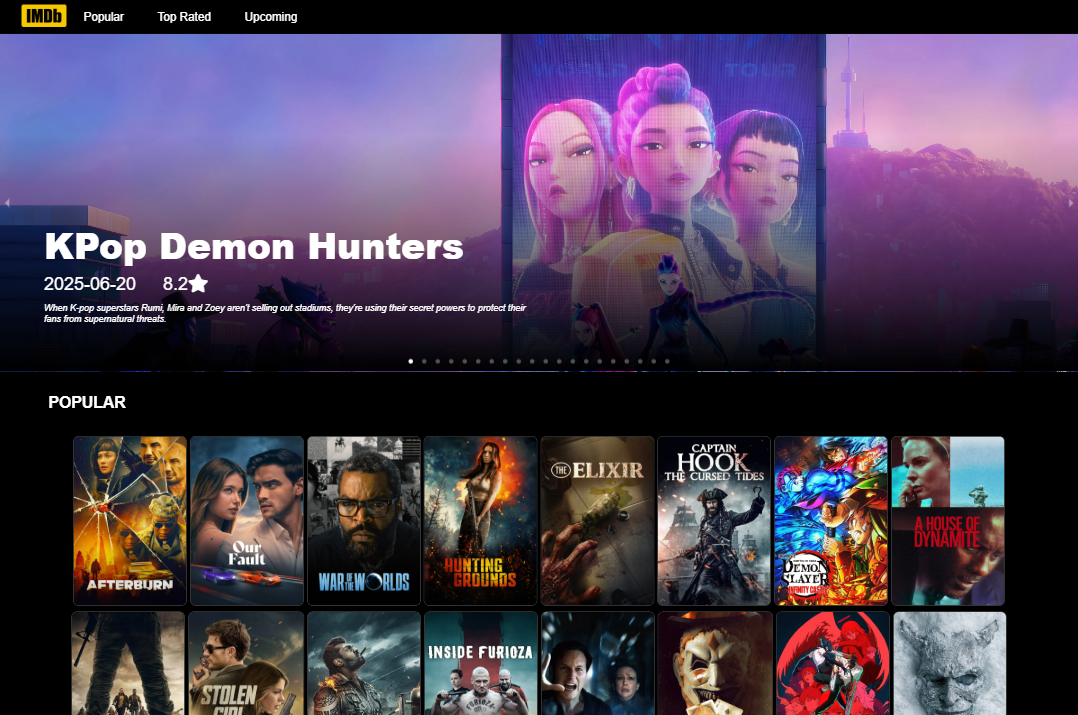 IMDb Popular Top Rated Upcoming
WORLD TOUR
KPop Demon Hunters
2025-06-20 8.2
When K-pop superstars Rumi, Mira and Zoey aren't selling out stadiums, they're using their secret powers to protect their
fans from supernatural threats.
POPULAR
AFTERBURN
Our
Fault
WAR OF THE WORLDS
HUNTING
GROUNDS
THE ELIXIR
CAPTAIN
HOOK
THE CURSED TIDES
DEMON
SLAYER
INFINITY CASTLE
A HOUSE OF
DYNAMITE
STOLEN
GIRL
INSIDE FURIOZA